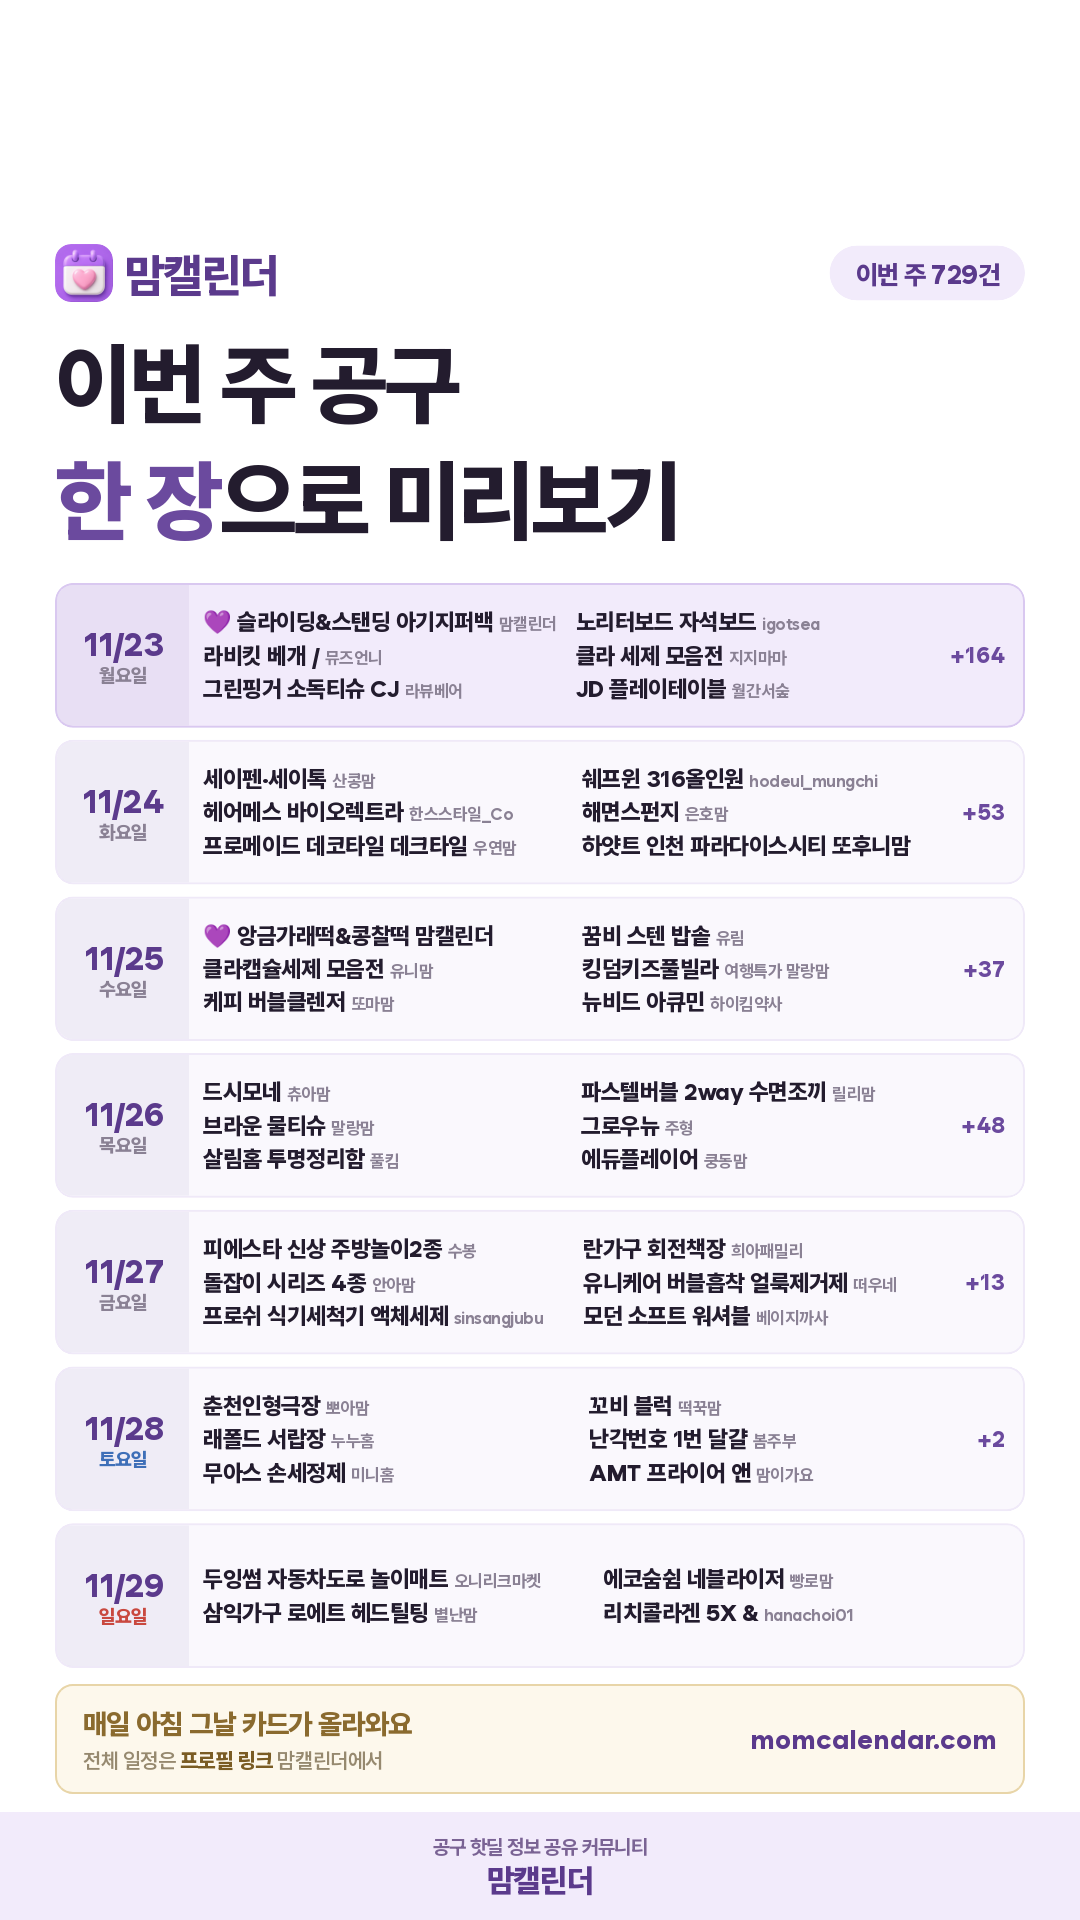 맘캘린더
이번 주 729건
이번 주 공구
한 장으로 미리보기
11/23
월요일
💜 슬라이딩&스탠딩 아기지퍼백 맘캘린더
라비킷 베개 / 뮤즈언니
그린핑거 소독티슈 CJ 라뷰베어
노리터보드 자석보드 igotsea
클라 세제 모음전 지지마마
JD 플레이테이블 월간서숲
+164
11/24
화요일
세이펜·세이톡 산콩맘
헤어메스 바이오렉트라 한스스타일_Co
프로메이드 데코타일 데크타일 우연맘
쉐프윈 316올인원 hodeul_mungchi
해면스펀지 은호맘
하얏트 인천 파라다이스시티 또후니맘
+53
11/25
수요일
💜 앙금가래떡&콩찰떡 맘캘린더
클라캡슐세제 모음전 유니맘
케피 버블클렌저 또마맘
꿈비 스텐 밥솥 유림
킹덤키즈풀빌라 여행특가 말랑맘
뉴비드 아큐민 하이킴약사
+37
11/26
목요일
드시모네 츄아맘
브라운 물티슈 말랑맘
살림홈 투명정리함 풀킴
파스텔버블 2way 수면조끼 릴리맘
그로우뉴 주형
에듀플레이어 쿵동맘
+48
11/27
금요일
피에스타 신상 주방놀이2종 수봉
돌잡이 시리즈 4종 안아맘
프로쉬 식기세척기 액체세제 sinsangjubu
란가구 회전책장 희아패밀리
유니케어 버블흡착 얼룩제거제 떠우네
모던 소프트 워셔블 베이지까사
+13
11/28
토요일
춘천인형극장 뽀아맘
래폴드 서랍장 누누홈
무아스 손세정제 미니홈
꼬비 블럭 떡꾹맘
난각번호 1번 달걀 봄주부
AMT 프라이어 앤 맘이가요
+2
11/29
일요일
두잉썸 자동차도로 놀이매트 오니리크마켓
삼익가구 로에트 헤드틸팅 별난맘
에코숨쉼 네블라이저 빵로맘
리치콜라겐 5X & hanachoi01
매일 아침 그날 카드가 올라와요
전체 일정은 프로필 링크 맘캘린더에서
momcalendar.com
공구 핫딜 정보 공유 커뮤니티
맘캘린더